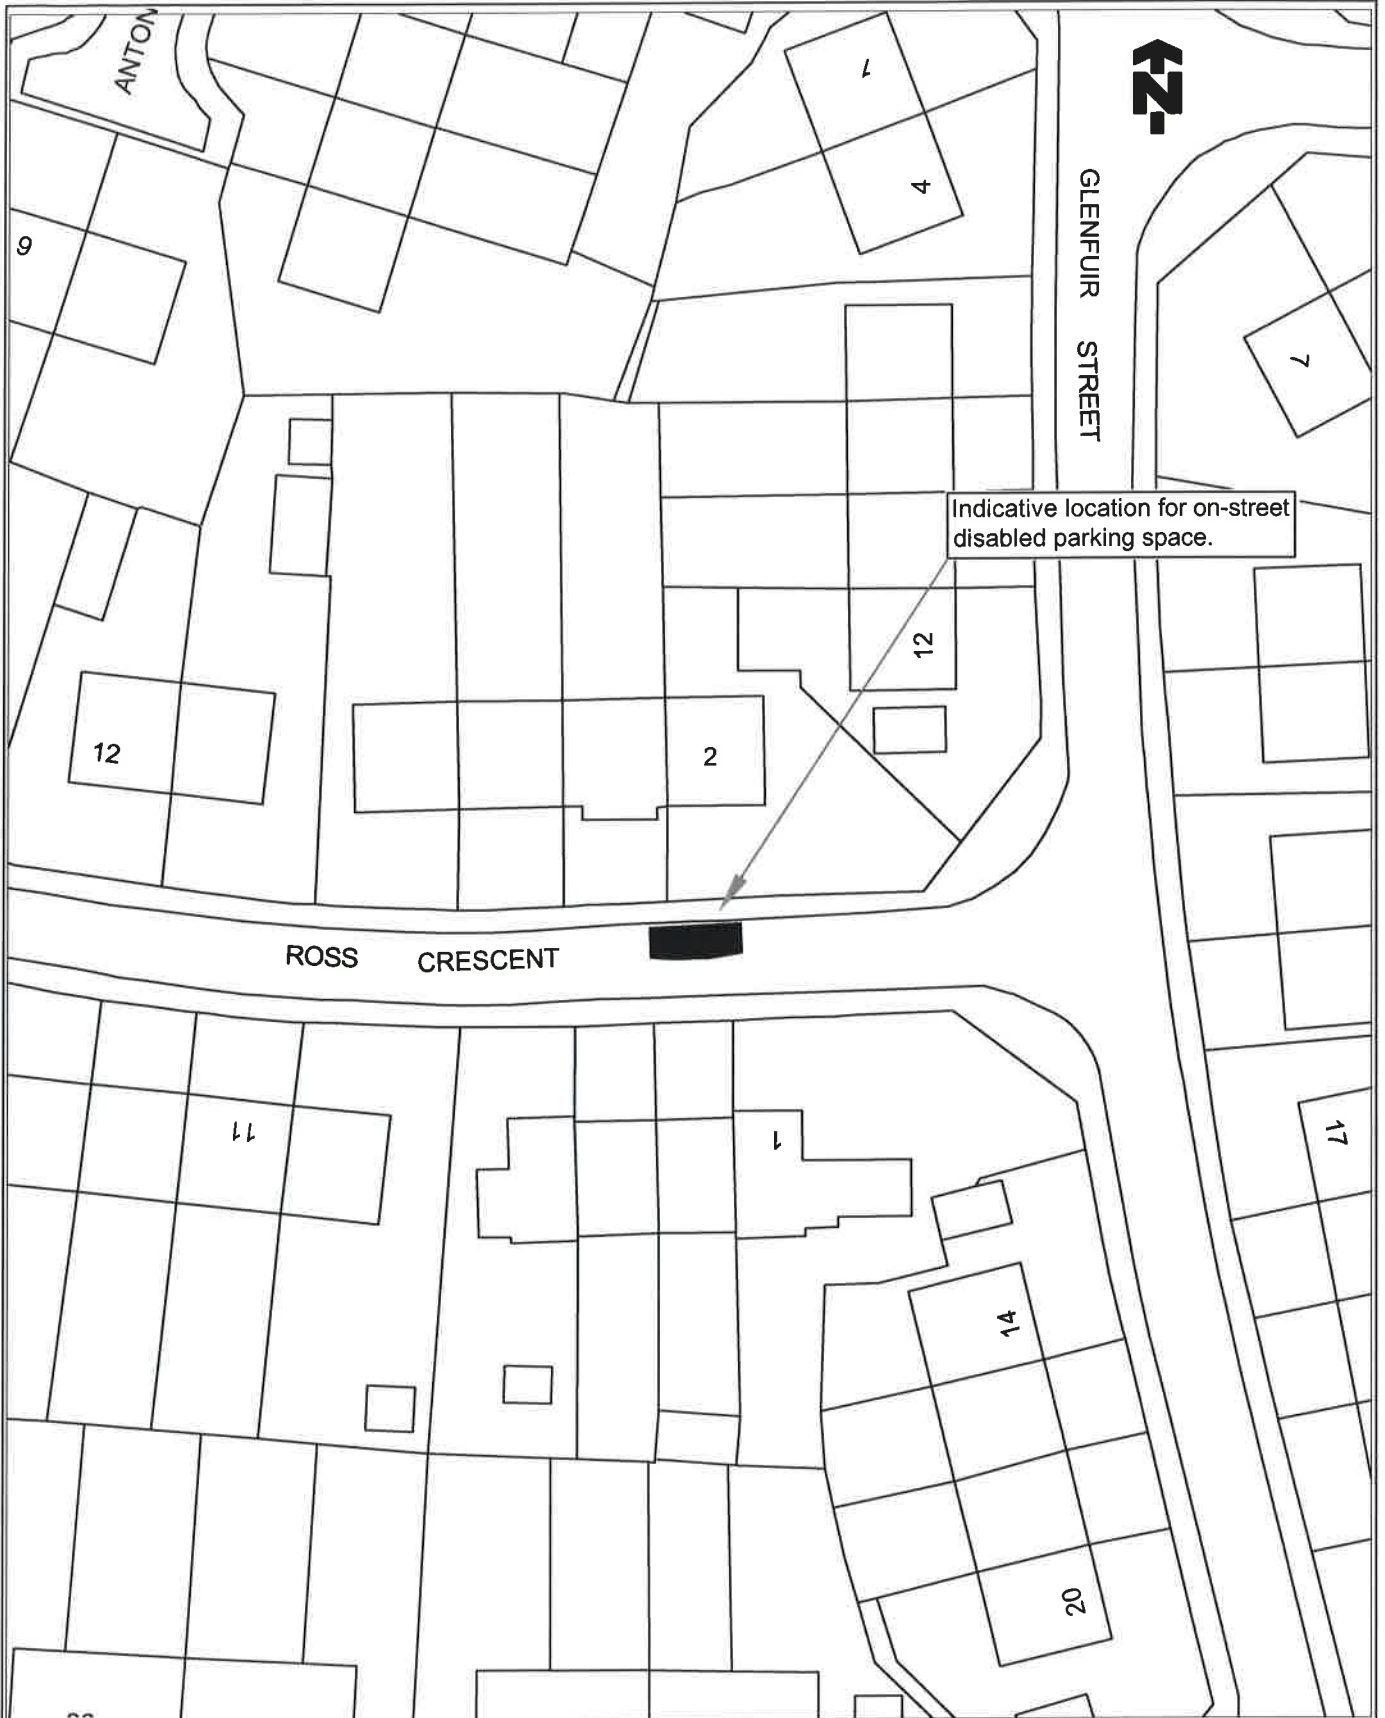 ANTON
N
1
4
9
GLENFUIR STREET
7
Indicative location for on-street
disabled parking space.
12
12
2
ROSS CRESCENT
11
1
17
14
20